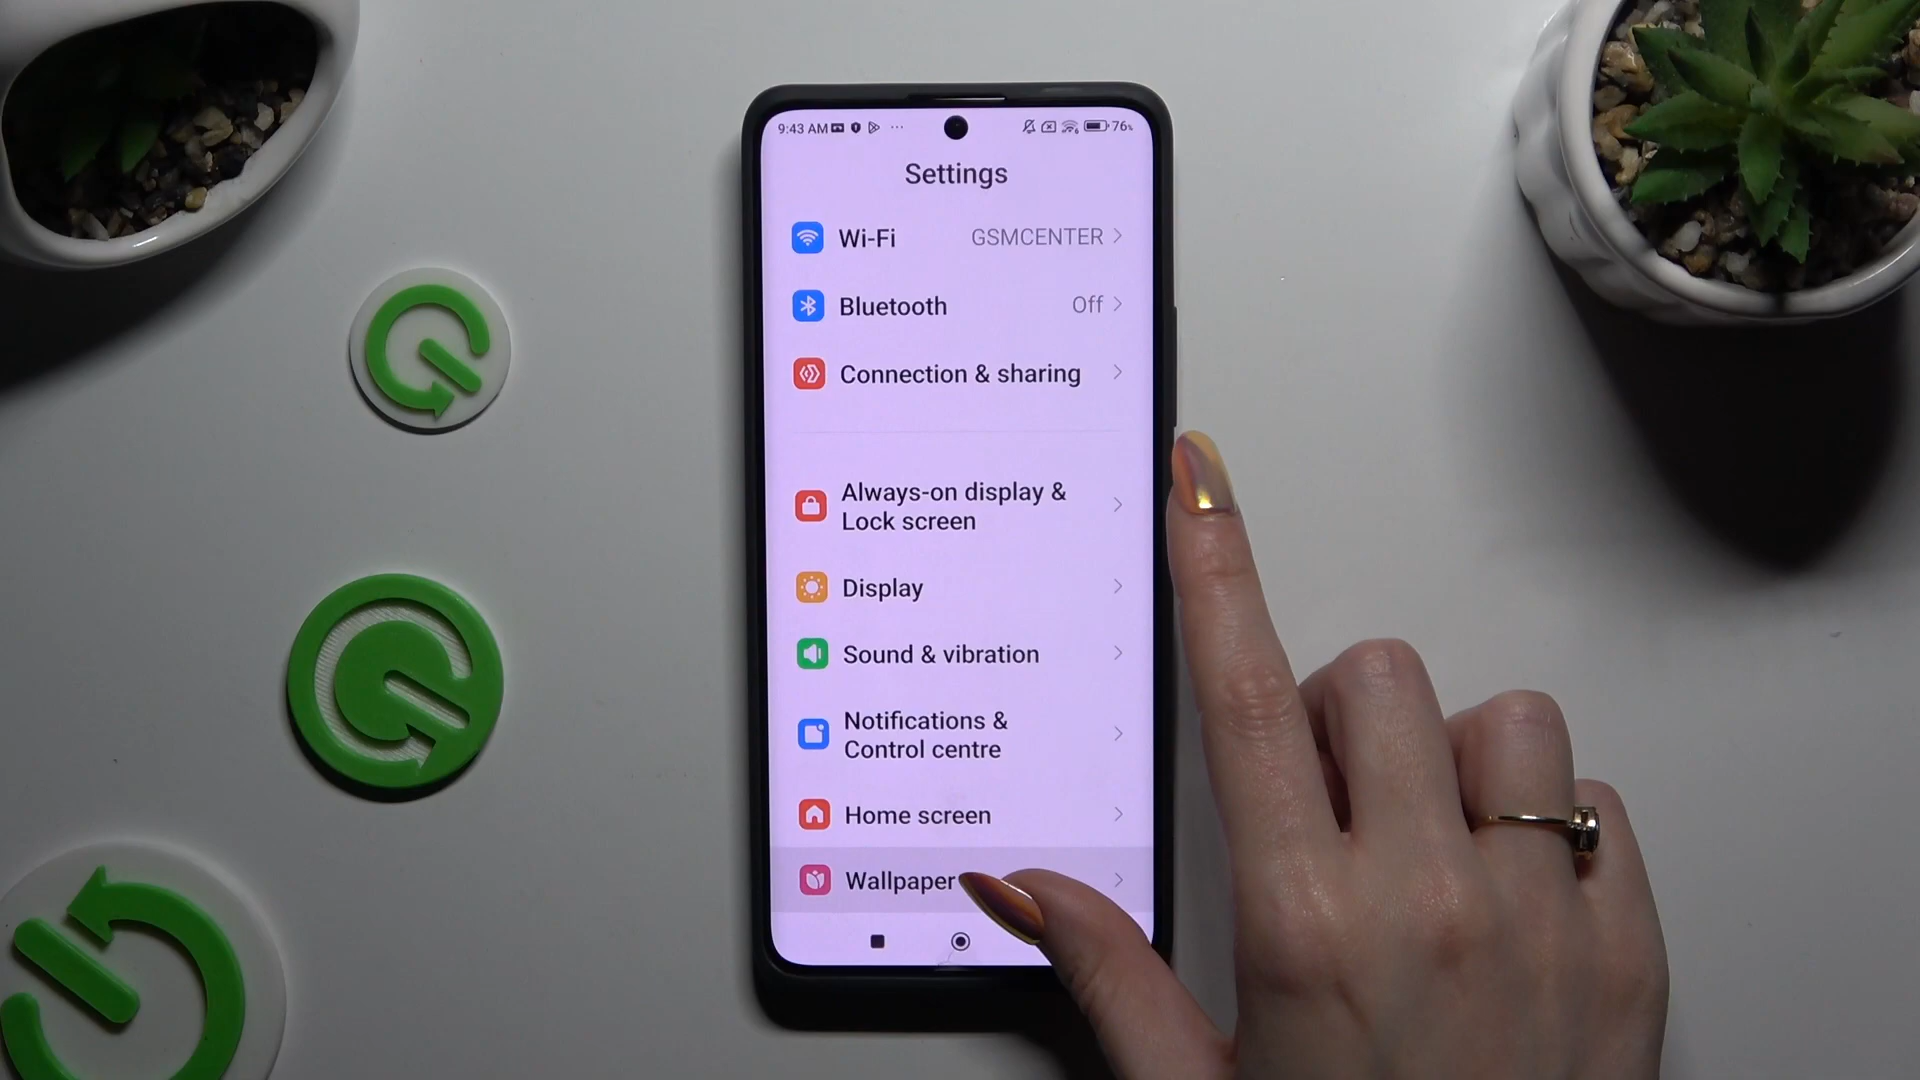 9:43 AM ... 76%
Settings
Wi-Fi GSMCENTER
Bluetooth Off
Connection & sharing
Always-on display &
Lock screen
Display
Sound & vibration
Notifications &
Control centre
Home screen
Wallpaper